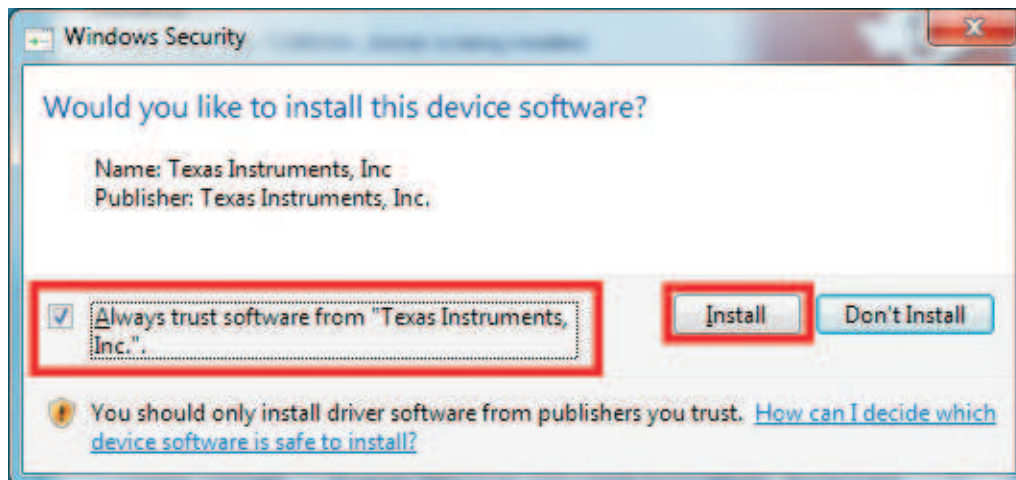 Windows Security
Would you like to install this device software?
Name: Texas Instruments, Inc
Publisher: Texas Instruments, Inc.
Always trust software from "Texas Instruments,
Inc.".
Install
Don't Install
You should only install driver software from publishers you trust. How can I decide which
device software is safe to install?